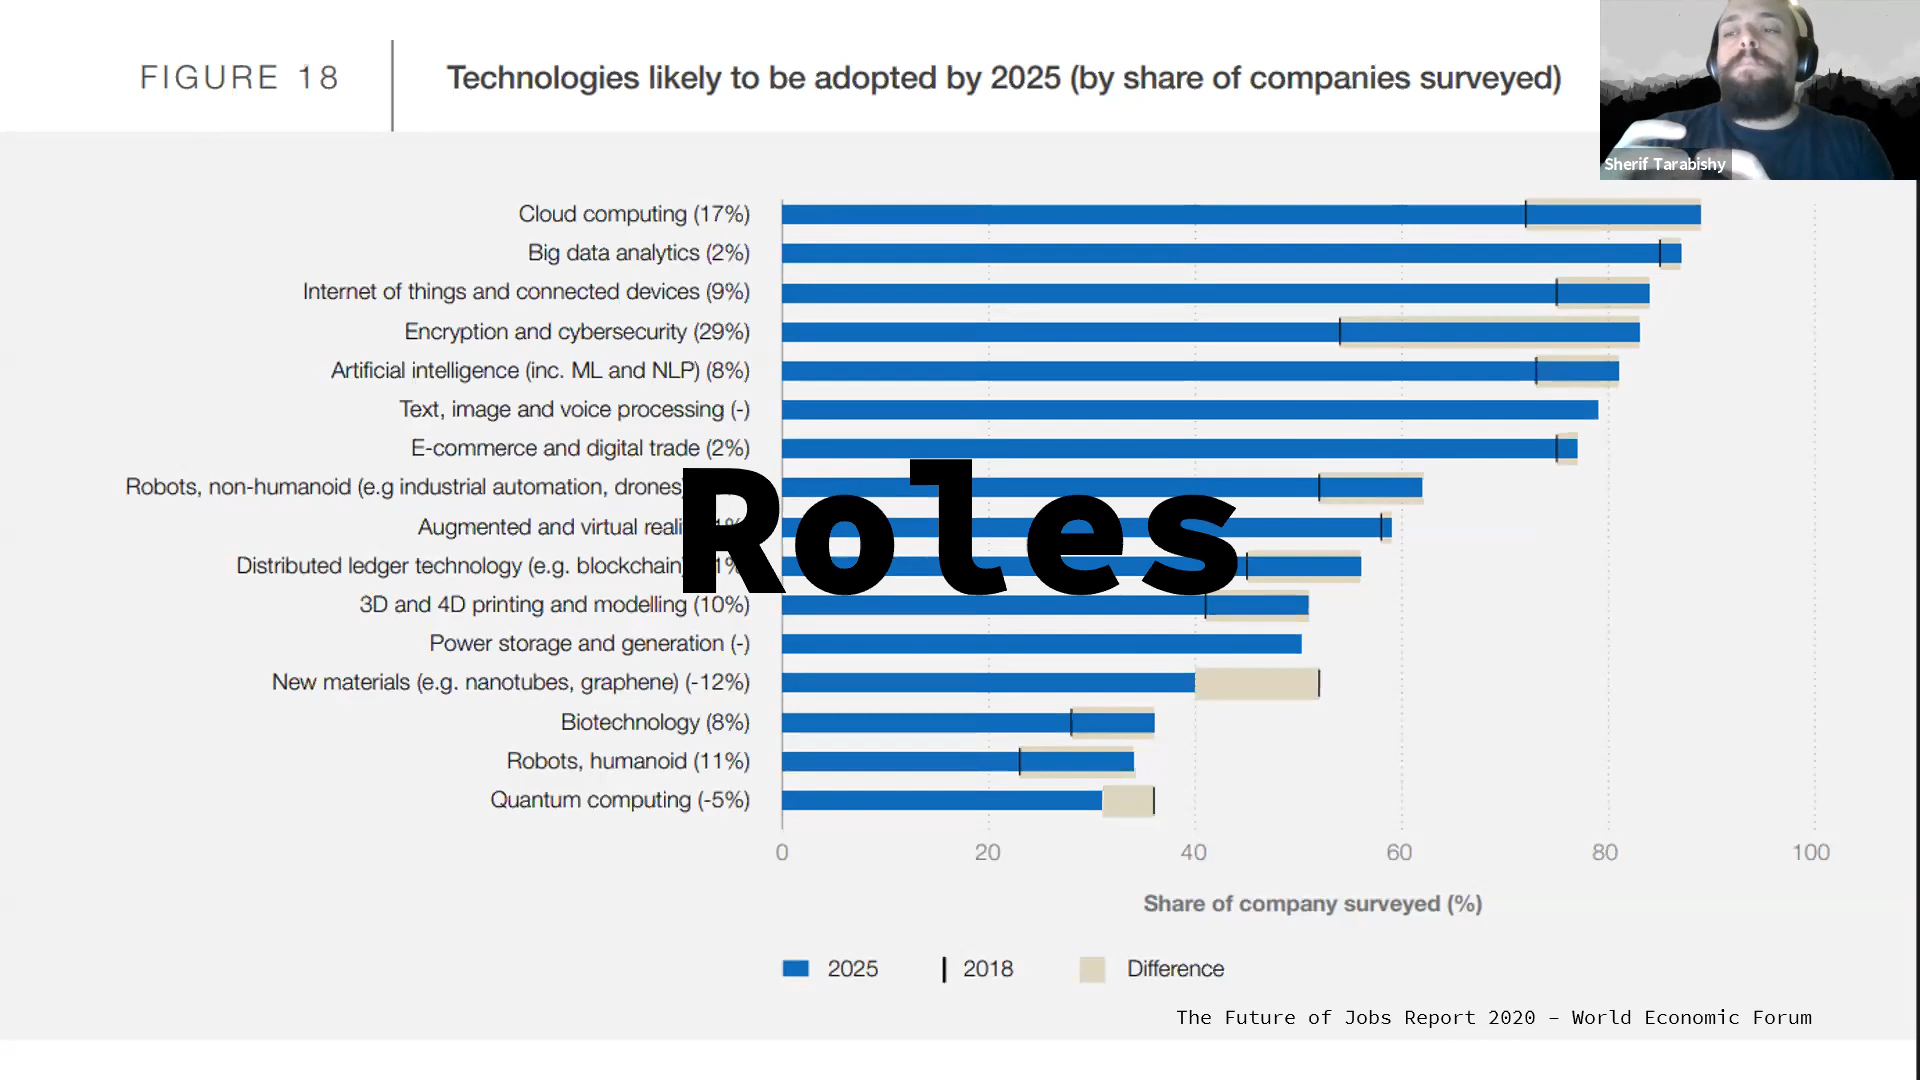 FIGURE 18
Technologies likely to be adopted by 2025 (by share of companies surveyed)
Sherif Tarabishy
Cloud computing (17%)
Big data analytics (2%)
Internet of things and connected devices (9%)
Encryption and cybersecurity (29%)
Artificial intelligence (inc. ML and NLP) (8%)
Text, image and voice processing (-)
E-commerce and digital trade (2%)
Robots, non-humanoid (e.g industrial automation, drones)
Augmented and virtual
Distributed ledger technology (e.g. blockchain)
Roles
3D and 4D printing and modelling (10%)
Power storage and generation (-)
New materials (e.g. nanotubes, graphene) (-12%)
Biotechnology (8%)
Robots, humanoid (11%)
Quantum computing (-5%)
0 20 40 60 80 100
Share of company surveyed (%)
2025 2018 Difference
The Future of Jobs Report 2020 – World Economic Forum